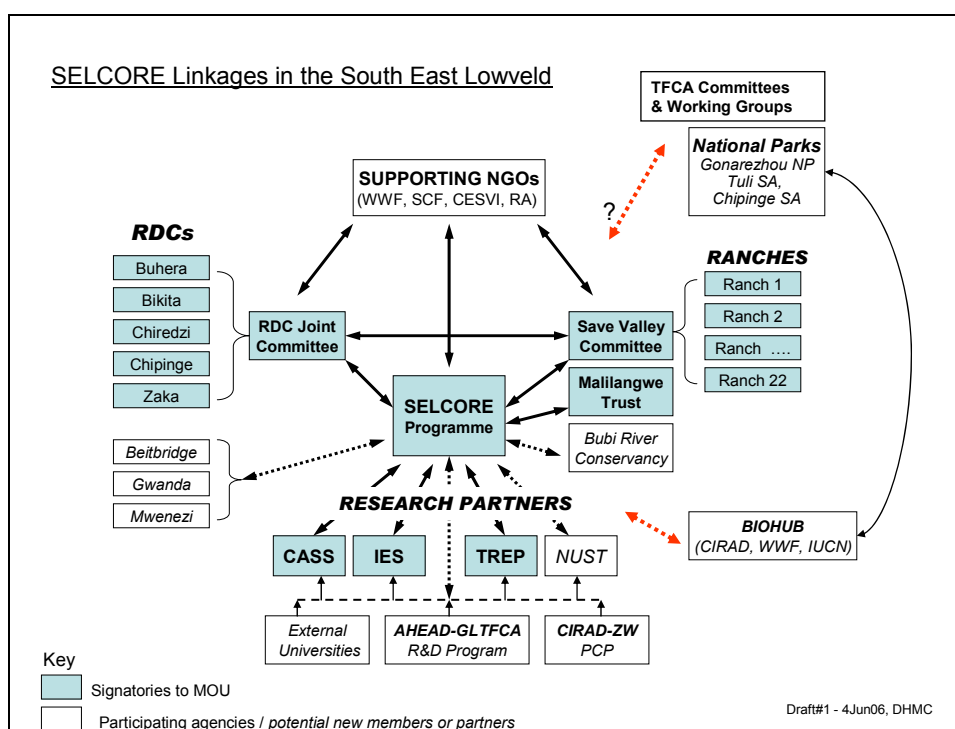 SELCORE Linkages in the South East Lowveld
TFCA Committees
& Working Groups
National Parks
Gonarezhou NP
Tuli SA,
Chipinge SA
SUPPORTING NGOs
(WWF, SCF, CESVI, RA)
?
RDCs
Buhera
Bikita
Chiredzi
Chipinge
Zaka
RDC Joint
Committee
Save Valley
Committee
RANCHES
Ranch 1
Ranch 2
Ranch ....
Ranch 22
SELCORE
Programme
Malilangwe
Trust
Bubi River
Conservancy
Beitbridge
Gwanda
Mwenezi
RESEARCH PARTNERS
CASS
IES
TREP
NUST
BIOHUB
(CIRAD, WWF, IUCN)
External
Universities
AHEAD-GLTFCA
R&D Program
CIRAD-ZW
PCP
Key
Signatories to MOU
Participating agencies / potential new members or partners
Draft#1 - 4Jun06, DHMC